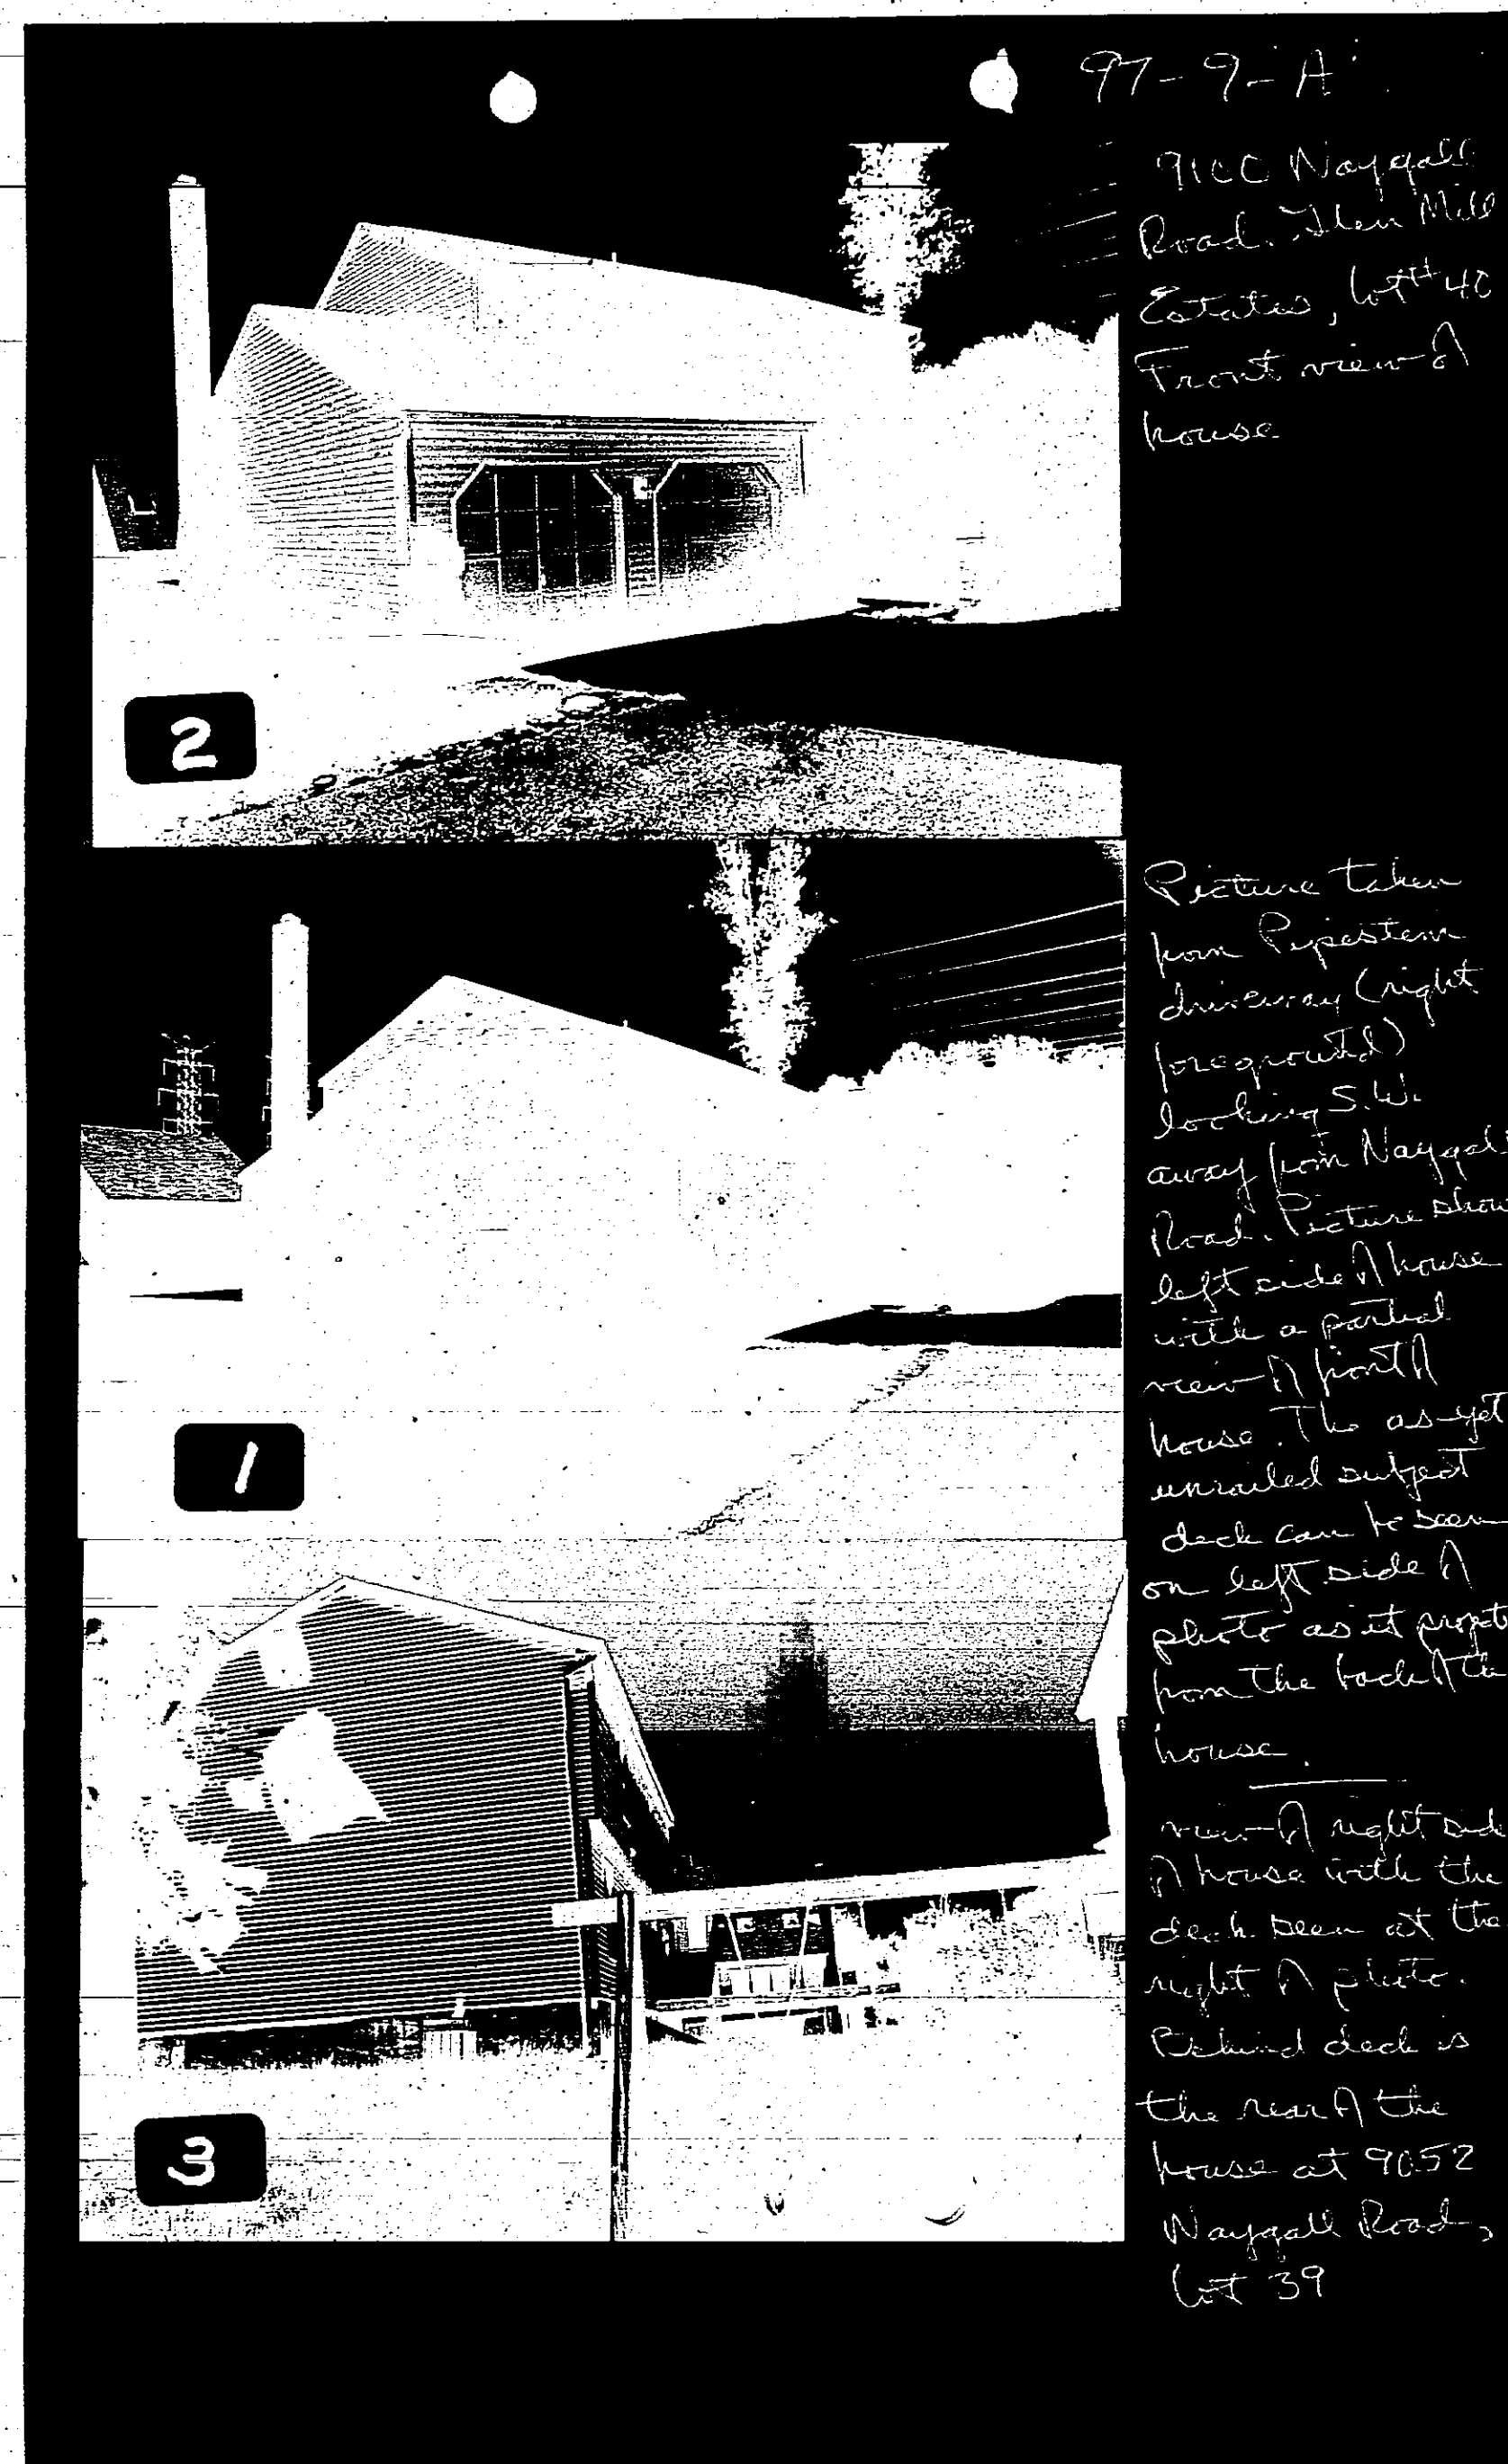 97-9-A
9100 Naygall
Road. Glen Mill
Estates, lot # 40
Front view of
house
2
Picture taken
from Pipestem
driveway (right
foreground)
looking S.W.
away from Naygall
Road. Picture show
left side of house
with a partial
view of front of
house. The as-yet
unrailed subject
deck can be seen
on left side of
photo as it
from the back of the
house.
1
view of right side
of house with the
deck seen at the
right of photo.
Behind deck is
the rear of the
house at 9052
Naygall Road,
lot 39
3